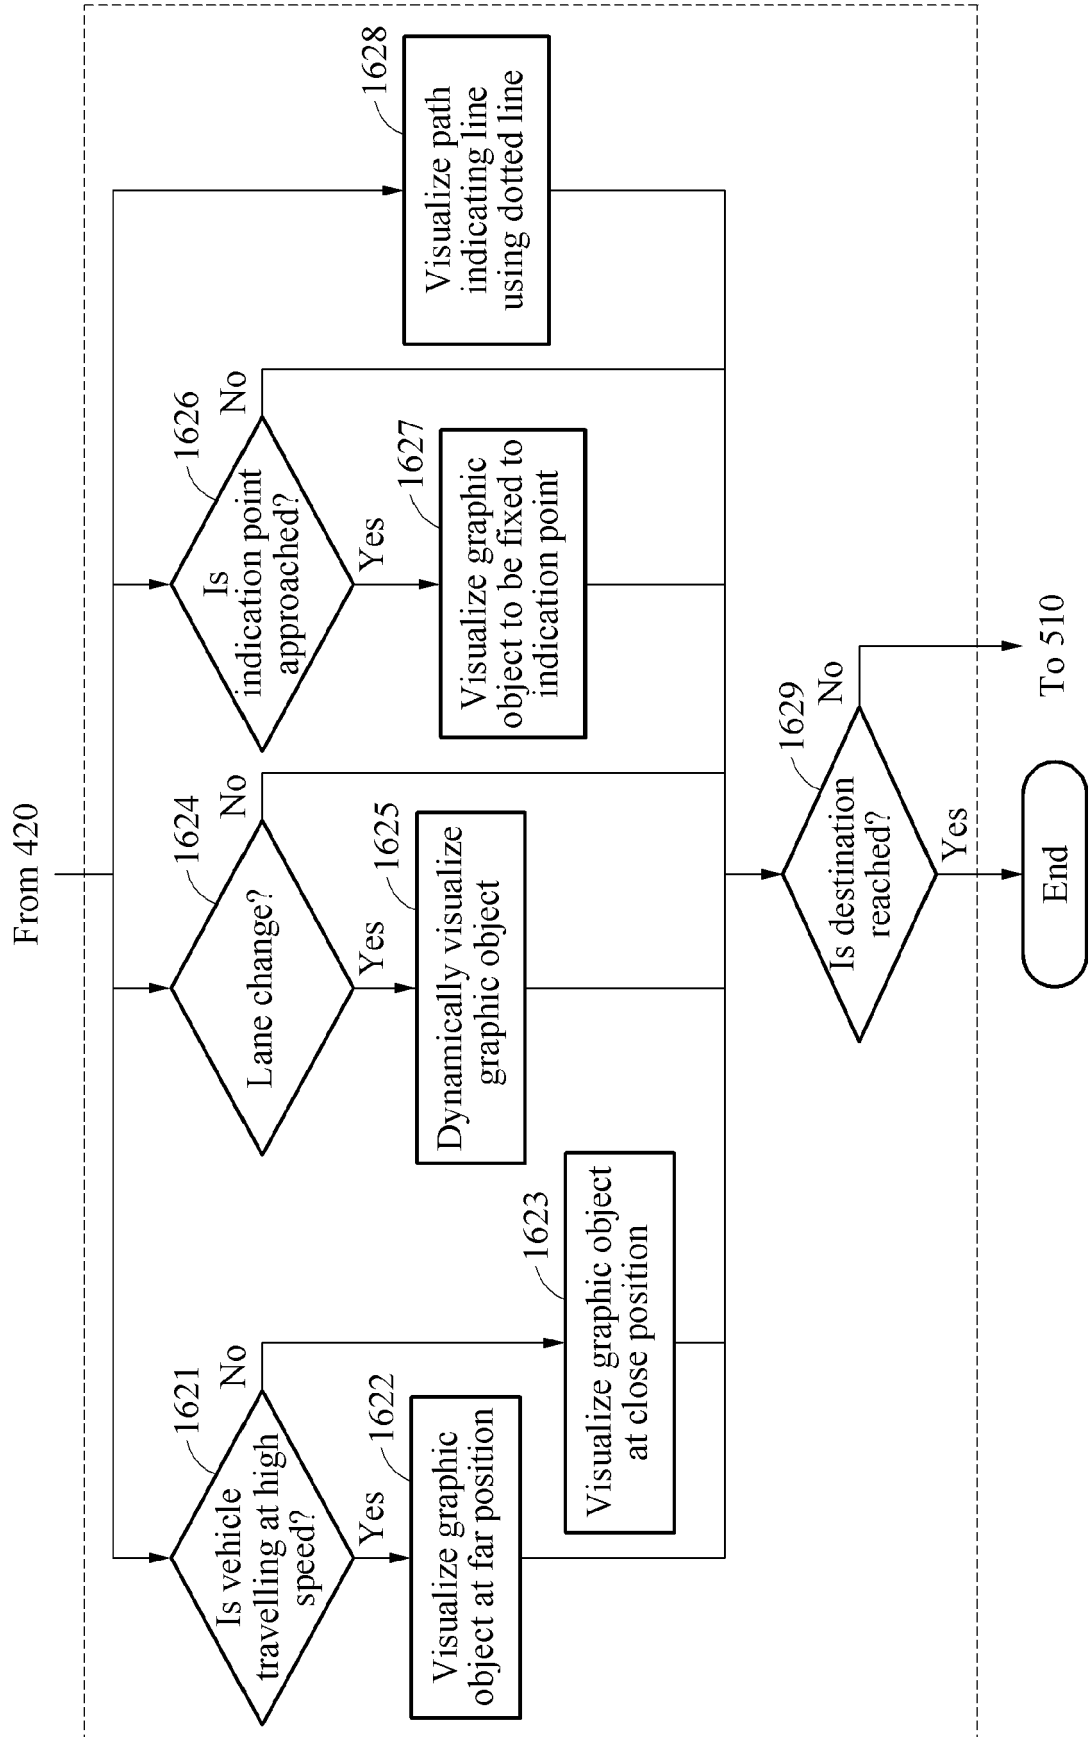 From 420
1621
Is vehicle
travelling at high
speed?
No
Yes
1622
Visualize graphic
object at far position
1623
Visualize graphic object
at close position
1624
Lane change?
No
Yes
1625
Dynamically visualize
graphic object
1626
Is
indication point
approached?
No
Yes
1627
Visualize graphic
object to be fixed to
indication point
1628
Visualize path
indicating line
using dotted line
1629
Is destination
reached?
No
Yes
To 510
End